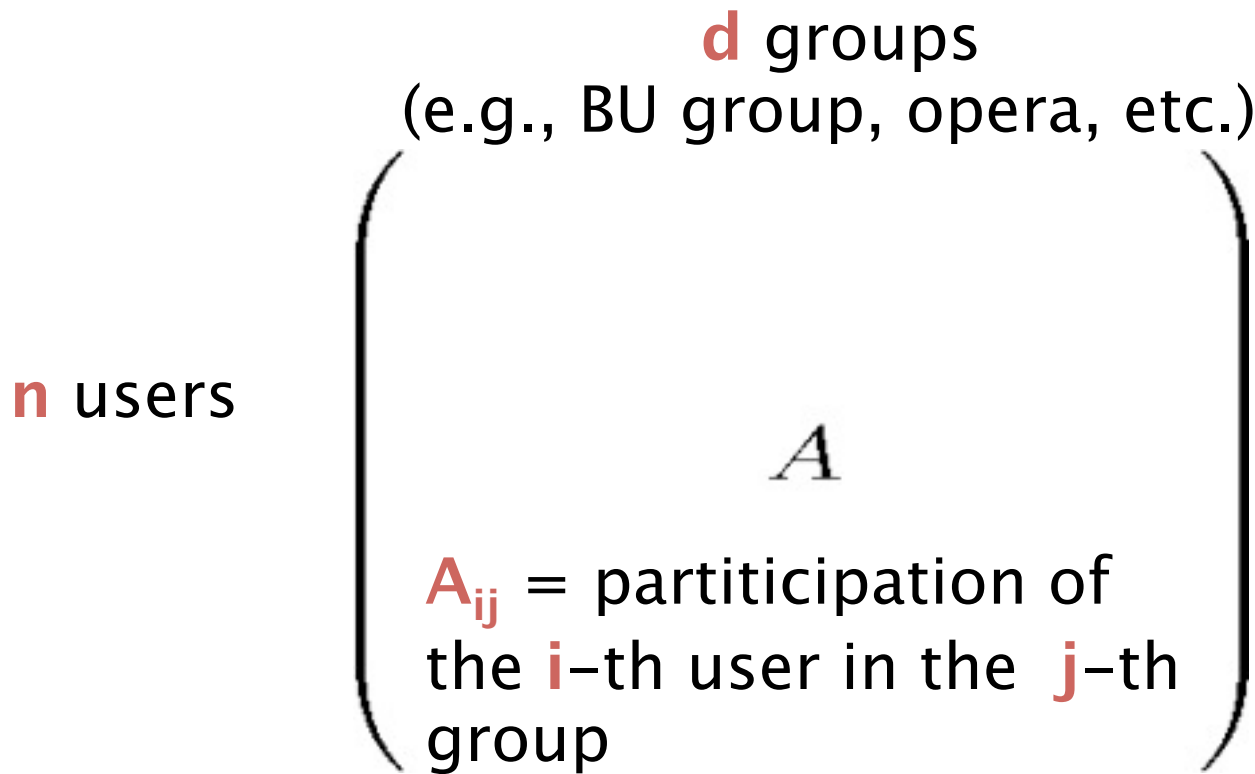 d groups
(e.g., BU group, opera, etc.)
n users
A
Aij = partiticipation of
the i-th user in the j-th
group